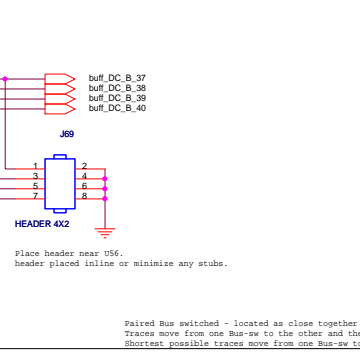 buff_DC_B_37
buff_DC_B_38
buff_DC_B_39
buff_DC_B_40
J69
1 2
3 4
5 6
7 8
HEADER 4X2
Place header near U56.
header placed inline or minimize any stubs.
Paired Bus switched - located as close together
Traces move from one Bus-sw to the other and the
Shortest possible traces move from one Bus-sw to